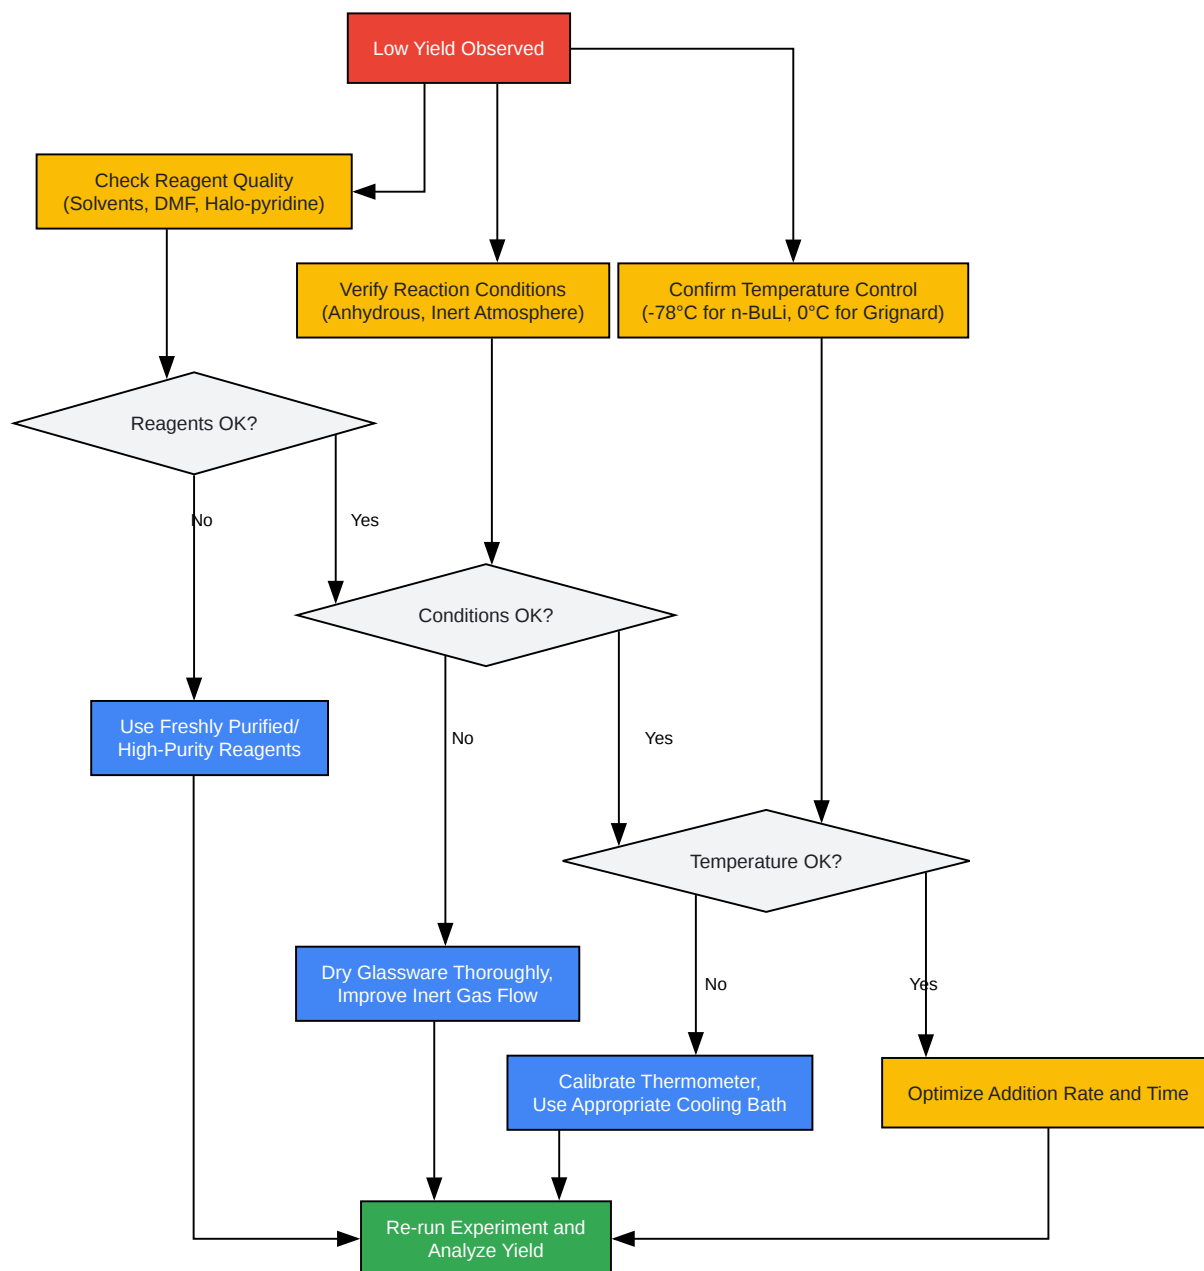 Low Yield Observed
Check Reagent Quality
(Solvents, DMF, Halo-pyridine)
Verify Reaction Conditions
(Anhydrous, Inert Atmosphere)
Confirm Temperature Control
(-78°C for n-BuLi, 0°C for Grignard)
Reagents OK?
No
Yes
Conditions OK?
Use Freshly Purified/
High-Purity Reagents
No
Yes
Temperature OK?
Dry Glassware Thoroughly,
Improve Inert Gas Flow
No
Yes
Calibrate Thermometer,
Use Appropriate Cooling Bath
Optimize Addition Rate and Time
Re-run Experiment and
Analyze Yield